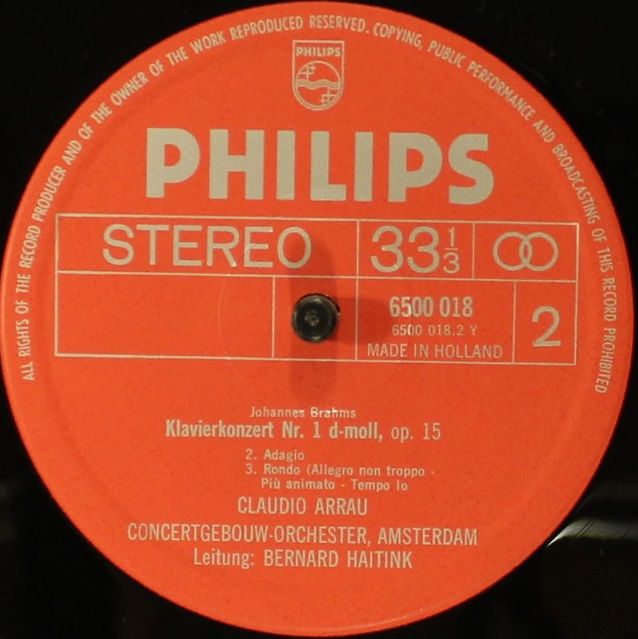 ALL RIGHTS OF THE RECORD PRODUCER AND OF THE OWNER OF THE WORK REPRODUCED RESERVED. COPYING, PUBLIC PERFORMANCE AND BROADCASTING OF THIS RECORD PROHIBITED
PHILIPS
PHILIPS
STEREO 33 1/3
6500 018
6500 018.2 Y
MADE IN HOLLAND
2
Johannes Brahms
Klavierkonzert Nr. 1 d-moll, op. 15
2. Adagio
3. Rondo (Allegro non troppo -
Più animato - Tempo Io
CLAUDIO ARRAU
CONCERTGEBOUW-ORCHESTER, AMSTERDAM
Leitung: BERNARD HAITINK